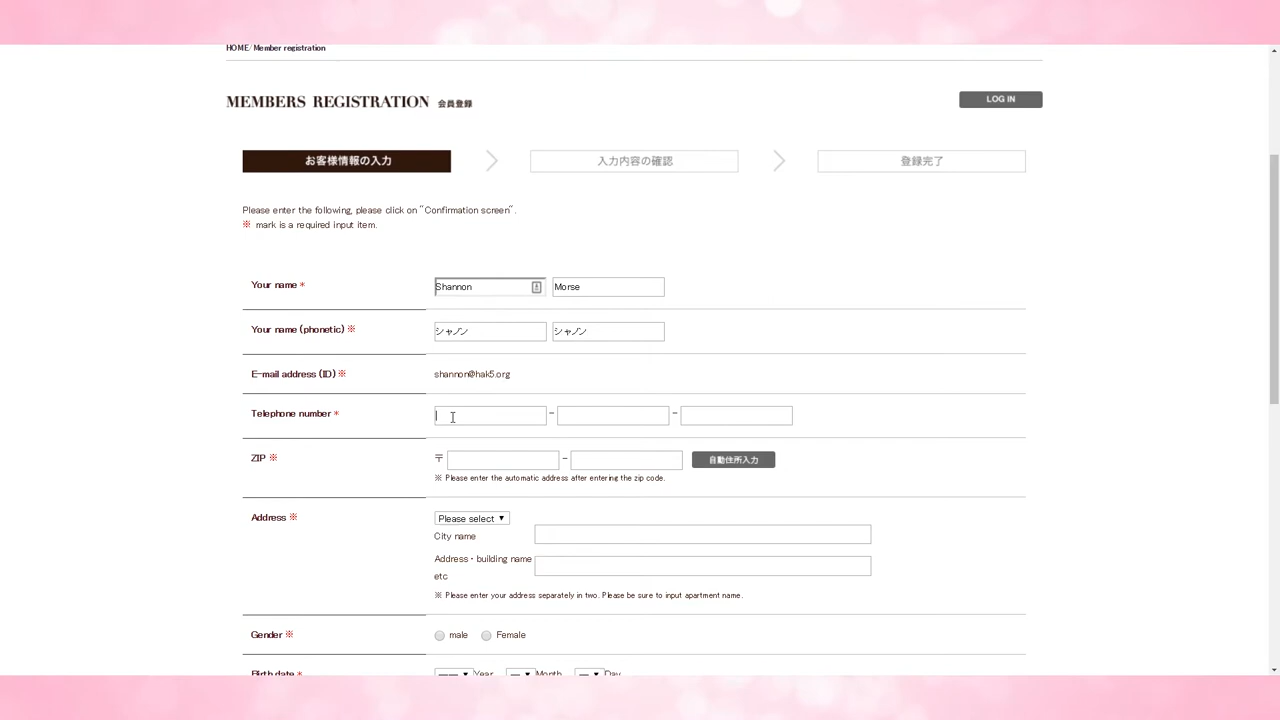 HOME/ Member registration
MEMBERS REGISTRATION 会員登録
LOG IN
お客様情報の入力
入力内容の確認
登録完了
Please enter the following, please click on "Confirmation screen".
※ mark is a required input item.
Your name *
Shannon
Morse
Your name (phonetic) ※
シャノン
シャノン
E-mail address (ID) ※
shannon@hak5.org
Telephone number *
- -
ZIP ※
〒 -
自動住所入力
※ Please enter the automatic address after entering the zip code.
Address ※
Please select ▼
City name
Address・building name
etc
※ Please enter your address separately in two. Please be sure to input apartment name.
Gender ※
male
Female
Birth date *
---- ▼ Year -- ▼ Month -- ▼ Day